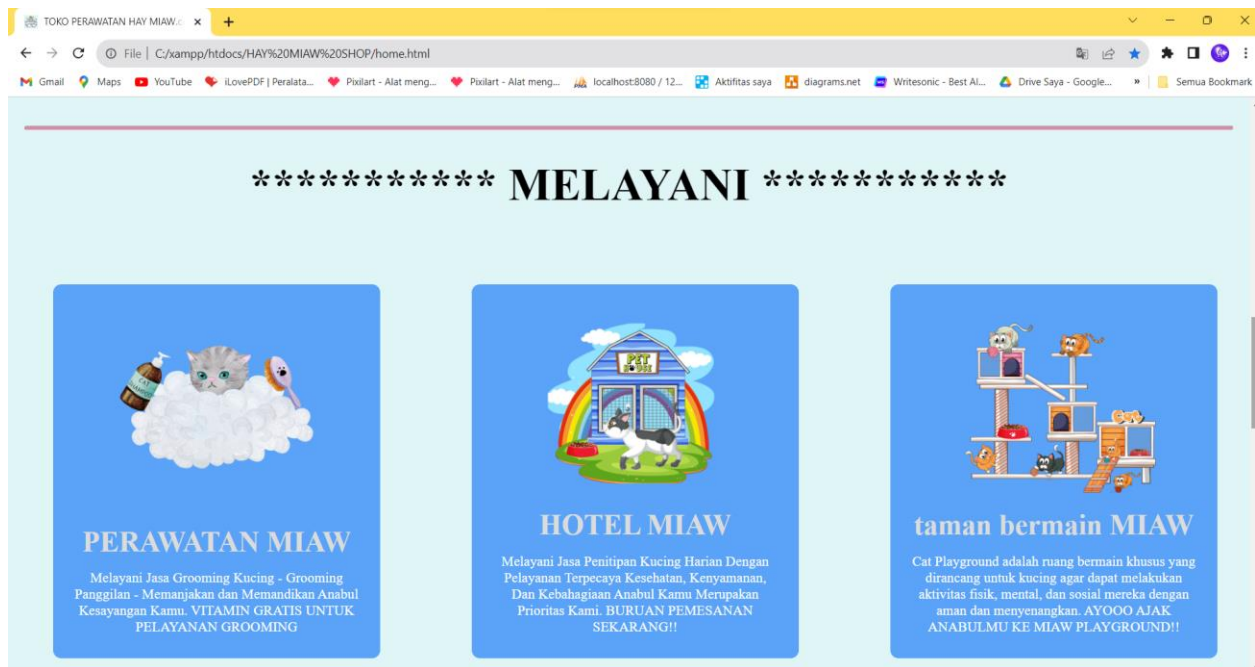 TOKO PERAWATAN HAY MIAW.c
File | C:/xampp/htdocs/HAY%20MIAW%20SHOP/home.html
Gmail Maps YouTube iLovePDF | Peralata... Pixilart - Alat meng... Pixilart - Alat meng... localhost:8080 / 12... Aktifitas saya diagrams.net Writesonic - Best AI... Drive Saya - Google... » Semua Bookmark
*********** MELAYANI ***********
CAT
PERAWATAN MIAW
Melayani Jasa Grooming Kucing - Grooming
Panggilan - Memanjakan dan Memandikan Anabul
Kesayangan Kamu. VITAMIN GRATIS UNTUK
PELAYANAN GROOMING
PET
HOUSE
HOTEL MIAW
Melayani Jasa Penitipan Kucing Harian Dengan
Pelayanan Terpecaya Kesehatan, Kenyamanan,
Dan Kebahagiaan Anabul Kamu Merupakan
Prioritas Kami. BURUAN PEMESANAN
SEKARANG!!
Cat
taman bermain MIAW
Cat Playground adalah ruang bermain khusus yang
dirancang untuk kucing agar dapat melakukan
aktivitas fisik, mental, dan sosial mereka dengan
aman dan menyenangkan. AYOOO AJAK
ANABULMU KE MIAW PLAYGROUND!!